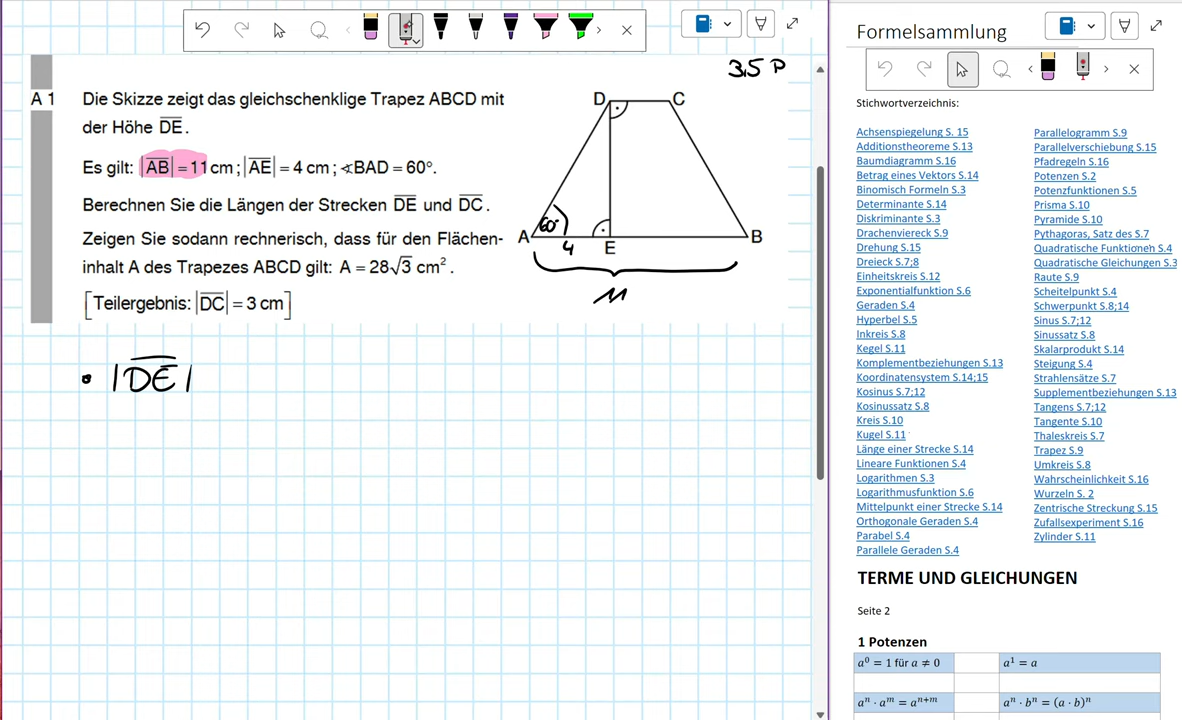 Formelsammlung
3,5 P
A 1 Die Skizze zeigt das gleichschenklige Trapez ABCD mit
der Höhe DE.
Es gilt: |AB| = 11 cm ; |AE| = 4 cm ; ∢BAD = 60°.
Berechnen Sie die Längen der Strecken DE und DC.
Zeigen Sie sodann rechnerisch, dass für den Flächen-
inhalt A des Trapezes ABCD gilt: A = 28√3 cm².
[Teilergebnis: |DC| = 3 cm]
D C
60°
A 4 E B
11
• |DE|
Stichwortverzeichnis:
Achsenspiegelung S. 15
Additionstheoreme S.13
Baumdiagramm S.16
Betrag eines Vektors S.14
Binomisch Formeln S.3
Determinante S.14
Diskriminante S.3
Drachenviereck S.9
Drehung S.15
Dreieck S.7;8
Einheitskreis S.12
Exponentialfunktion S.6
Geraden S.4
Hyperbel S.5
Inkreis S.8
Kegel S.11
Komplementbeziehungen S.13
Koordinatensystem S.14;15
Kosinus S.7;12
Kosinussatz S.8
Kreis S.10
Kugel S.11
Länge einer Strecke S.14
Lineare Funktionen S.4
Logarithmen S.3
Logarithmusfunktion S.6
Mittelpunkt einer Strecke S.14
Orthogonale Geraden S.4
Parabel S.4
Parallele Geraden S.4
Parallelogramm S.9
Parallelverschiebung S.15
Pfadregeln S.16
Potenzen S.2
Potenzfunktionen S.5
Prisma S.10
Pyramide S.10
Pythagoras, Satz des S.7
Quadratische Funktionen S.4
Quadratische Gleichungen S.3
Raute S.9
Scheitelpunkt S.4
Schwerpunkt S.8;14
Sinus S.7;12
Sinussatz S.8
Skalarprodukt S.14
Steigung S.4
Strahlensätze S.7
Supplementbeziehungen S.13
Tangens S.7;12
Tangente S.10
Thaleskreis S.7
Trapez S.9
Umkreis S.8
Wahrscheinlichkeit S.16
Wurzeln S. 2
Zentrische Streckung S.15
Zufallsexperiment S.16
Zylinder S.11
TERME UND GLEICHUNGEN
Seite 2
1 Potenzen
a⁰ = 1 für a ≠ 0 a¹ = a
aⁿ · aᵐ = aⁿ⁺ᵐ aⁿ · bⁿ = (a · b)ⁿ